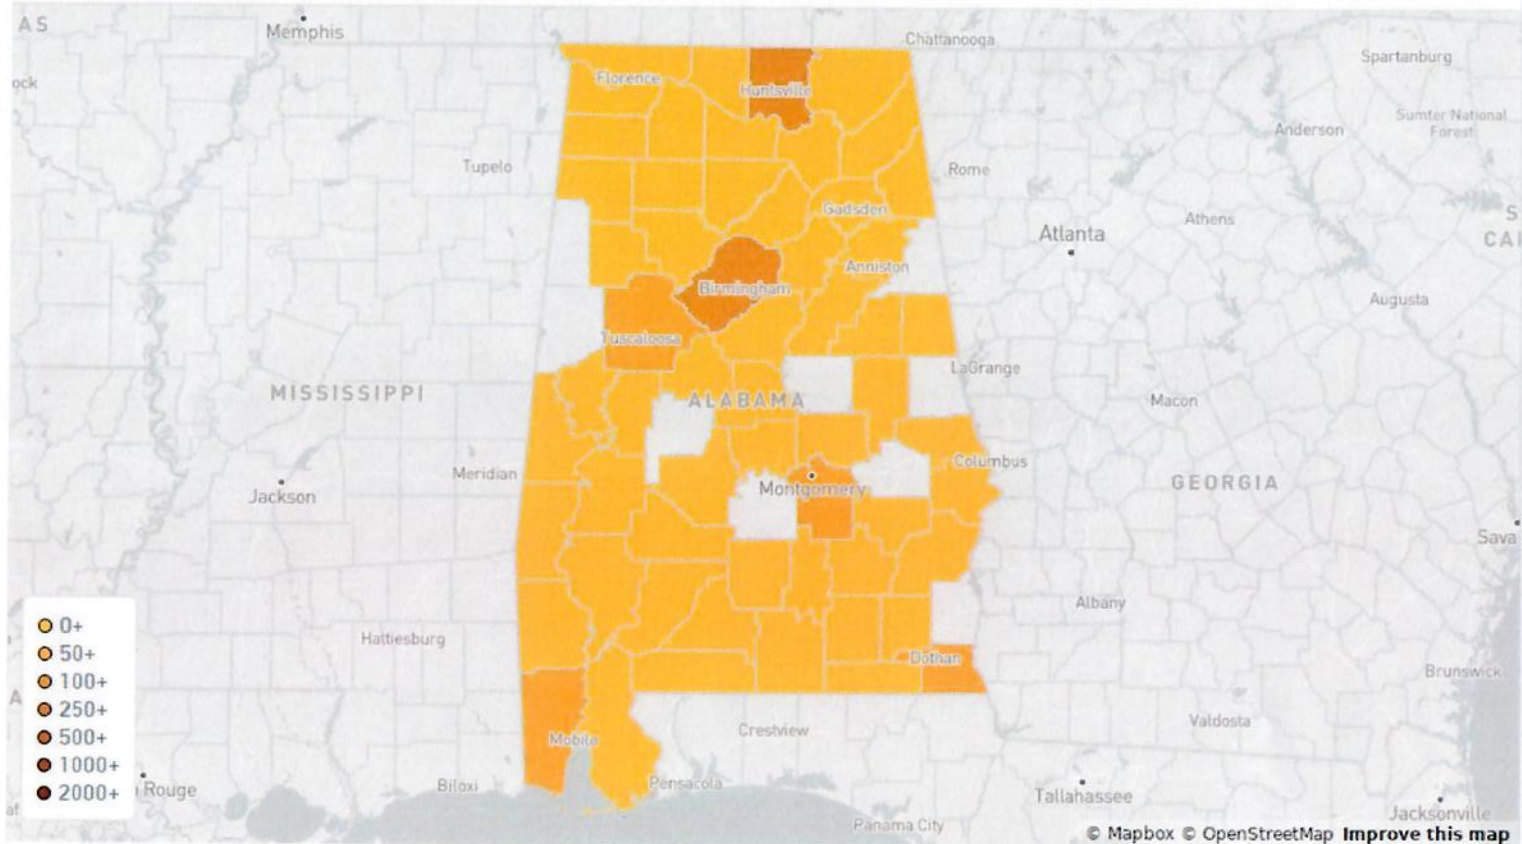 AS
Memphis
Chattanooga
Spartanburg
ock
Florence
Huntsville
Sumter National
Forest
Anderson
Tupelo
Rome
Gadsden
Athens
S
Atlanta
CAI
Anniston
Birmingham
Augusta
Tuscaloosa
LaGrange
MISSISSIPPI
ALABAMA
Macon
Meridian
Columbus
Jackson
Montgomery
GEORGIA
Sava
Albany
0+
50+
Hattiesburg
Dothan
100+
Brunswick
A
250+
Valdosta
Crestview
500+
Mobile
1000+
Rouge
Biloxi
Pensacola
2000+
Tallahassee
Jacksonville
Panama City
© Mapbox © OpenStreetMap Improve this map